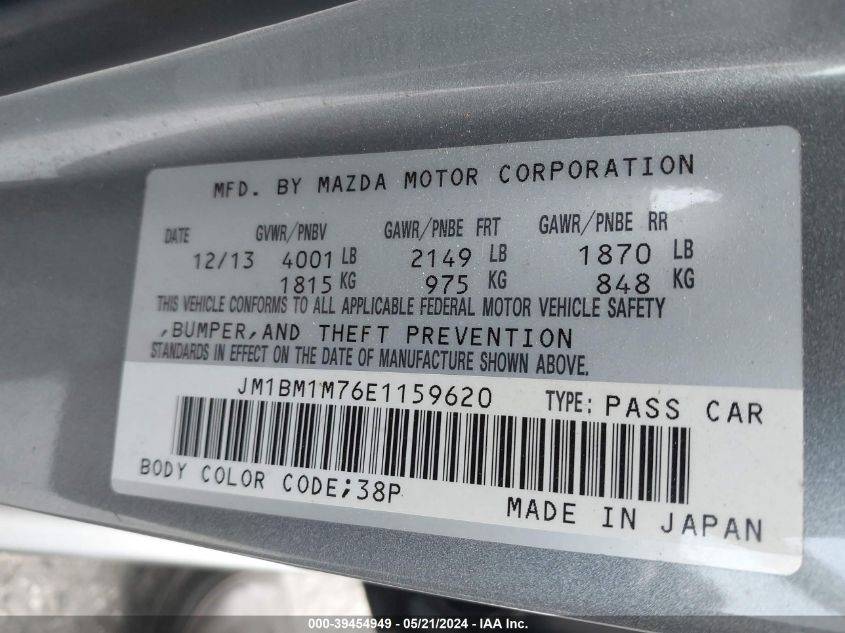 MFD. BY MAZDA MOTOR CORPORATION
DATE GVWR/PNBV GAWR/PNBE FRT GAWR/PNBE RR
12/13 4001 LB 2149 LB 1870 LB
1815 KG 975 KG 848 KG
THIS VEHICLE CONFORMS TO ALL APPLICABLE FEDERAL MOTOR VEHICLE SAFETY
,BUMPER,AND THEFT PREVENTION
STANDARDS IN EFFECT ON THE DATE OF MANUFACTURE SHOWN ABOVE.
JM1BM1M76E1159620 TYPE: PASS CAR
BODY COLOR CODE;38P
MADE IN JAPAN
000-39454949 - 05/21/2024 - IAA Inc.